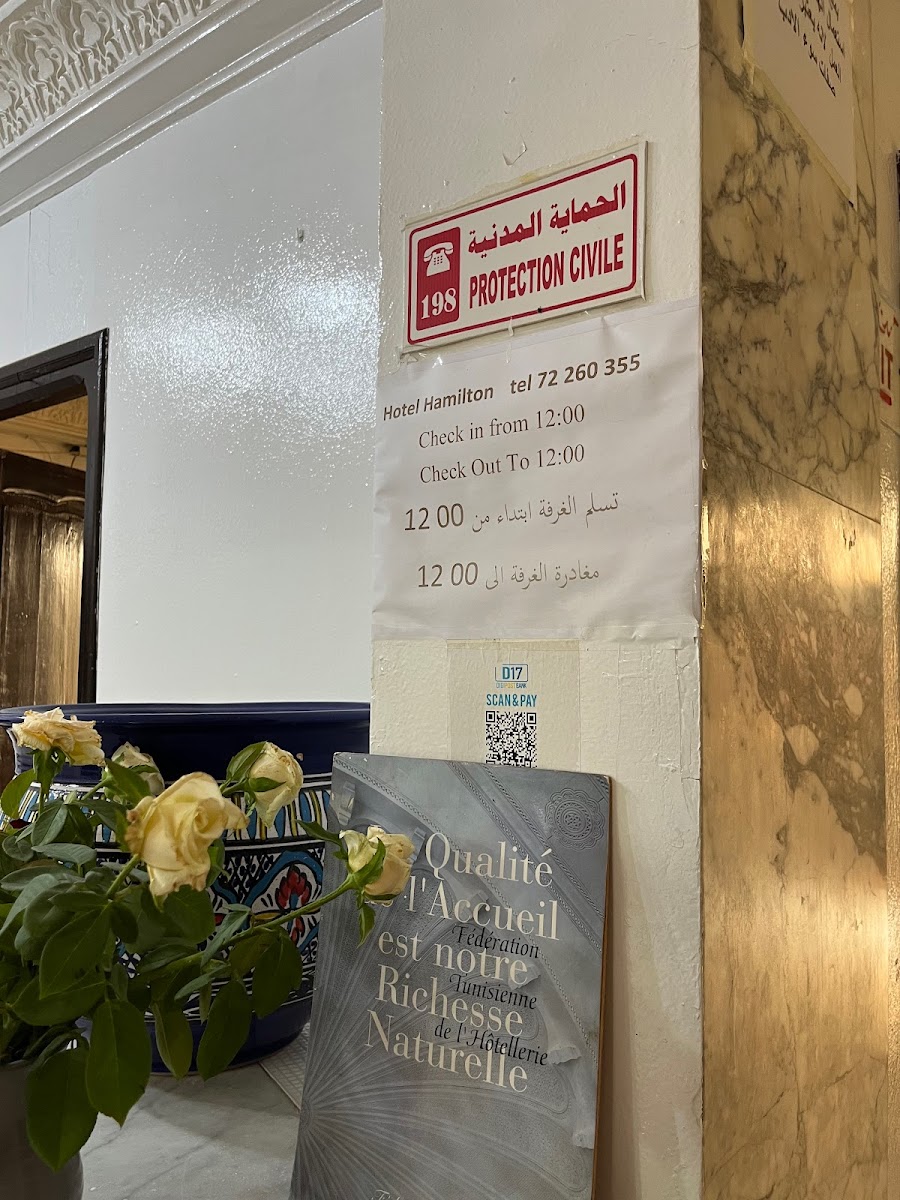 الحماية المدنية
198 PROTECTION CIVILE
Hotel Hamilton tel 72 260 355
Check in from 12:00
Check Out To 12:00
تسلم الغرفة ابتداء من 00 12
مغادرة الغرفة الى 00 12
D17
SCAN & PAY
Qualité
l'Accueil
Fédération
est notre
Tunisienne
Richesse
de l'Hôtellerie
Naturelle
IT